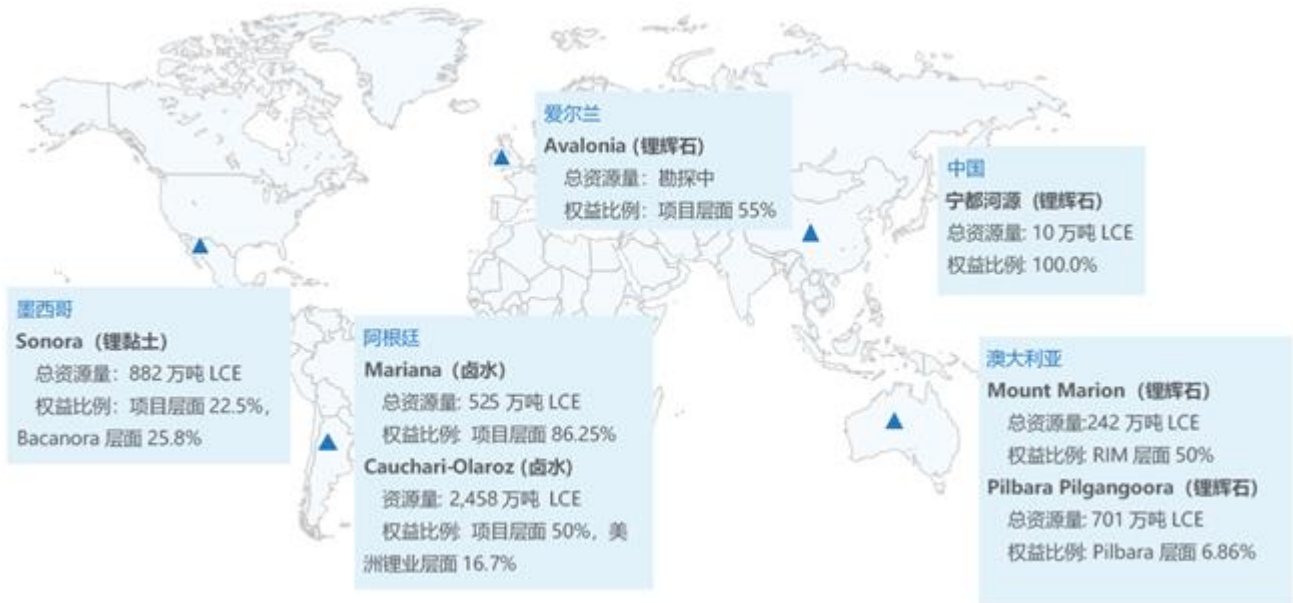 爱尔兰
Avalonia (锂辉石)
总资源量：勘探中
权益比例：项目层面 55%
中国
宁都河源（锂辉石）
总资源量: 10 万吨 LCE
权益比例: 100.0%
墨西哥
Sonora（锂黏土）
总资源量：882 万吨 LCE
权益比例：项目层面 22.5%，
Bacanora 层面 25.8%
阿根廷
Mariana（卤水）
总资源量: 525 万吨 LCE
权益比例: 项目层面 86.25%
Cauchari-Olaroz (卤水)
资源量: 2,458 万吨 LCE
权益比例: 项目层面 50%，美
洲锂业层面 16.7%
澳大利亚
Mount Marion（锂辉石）
总资源量:242 万吨 LCE
权益比例: RIM 层面 50%
Pilbara Pilgangoora（锂辉石）
总资源量: 701 万吨 LCE
权益比例: Pilbara 层面 6.86%